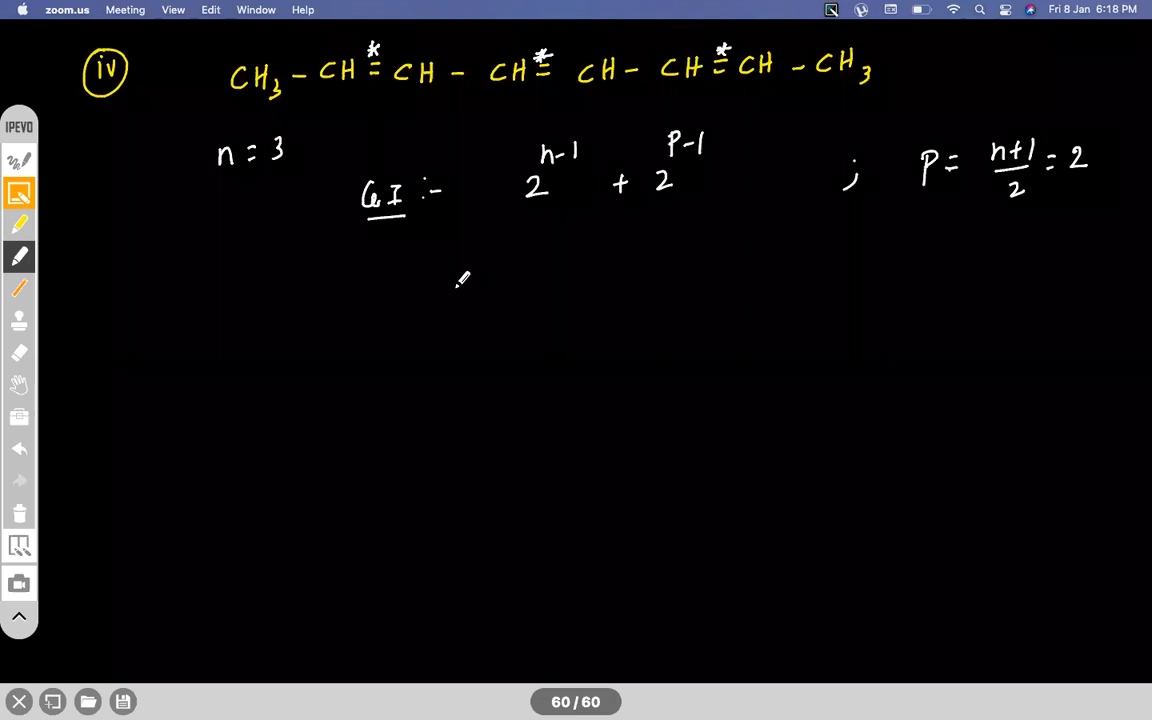 zoom.us Meeting View Edit Window Help Fri 8 Jan 6:18 PM
iv CH3 - CH *= CH - CH *= CH - CH *= CH - CH3
IPEVO
n = 3
GI :- 2^(n-1) + 2^(P-1) ; P = (n+1)/2 = 2
60 / 60